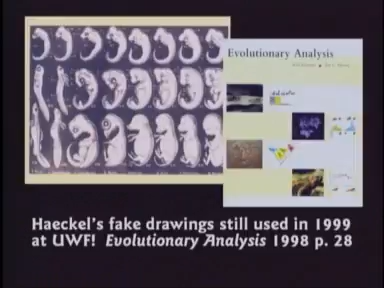 Evolutionary Analysis
Haeckel's fake drawings still used in 1999
at UWF! Evolutionary Analysis 1998 p. 28